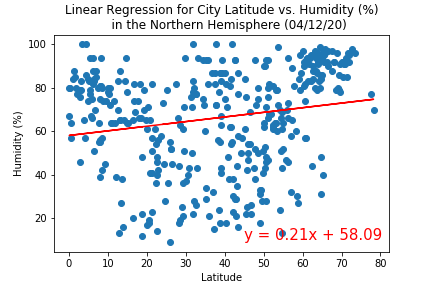 Linear Regression for City Latitude vs. Humidity (%)
in the Northern Hemisphere (04/12/20)
100
80
60
40
20
Humidity (%)
y = 0.21x + 58.09
0 10 20 30 40 50 60 70 80
Latitude